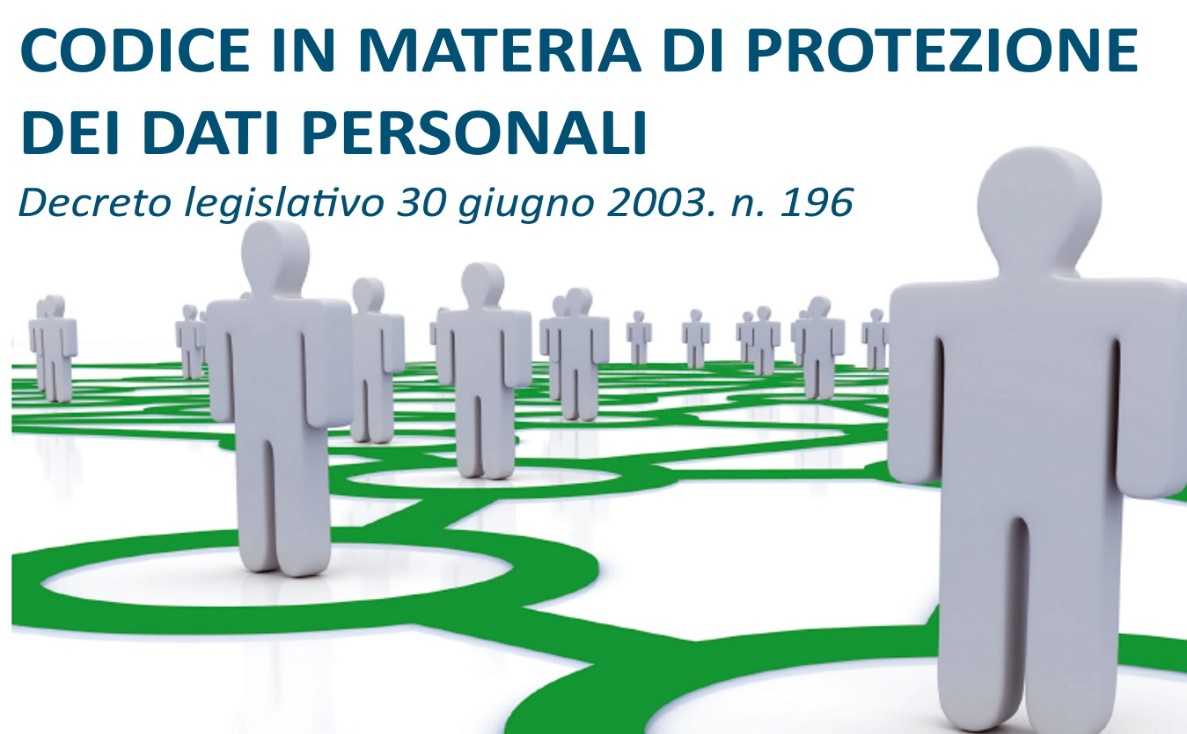 CODICE IN MATERIA DI PROTEZIONE
DEI DATI PERSONALI
Decreto legislativo 30 giugno 2003. n. 196